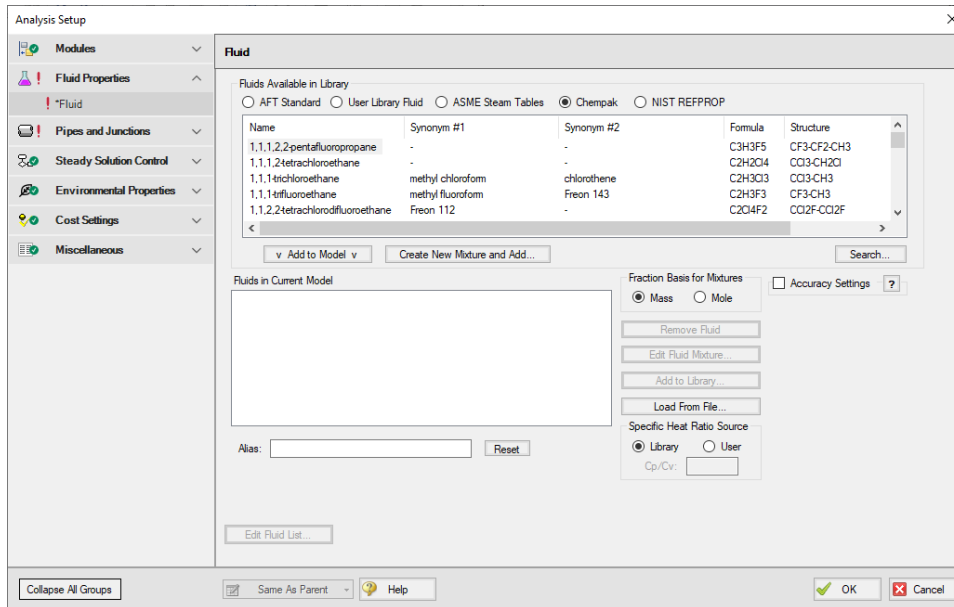 Analysis Setup
Modules
Fluid Properties
*Fluid
Pipes and Junctions
Steady Solution Control
Environmental Properties
Cost Settings
Miscellaneous
Collapse All Groups
Fluid
Fluids Available in Library
AFT Standard User Library Fluid ASME Steam Tables Chempak NIST REFPROP
Name Synonym #1 Synonym #2 Formula Structure
1,1,1,2,2-pentafluoropropane - - C3H3F5 CF3-CF2-CH3
1,1,1,2-tetrachloroethane - - C2H2Cl4 CCl3-CH2Cl
1,1,1-trichloroethane methyl chloroform chlorothene C2H3Cl3 CCl3-CH3
1,1,1-trifluoroethane methyl fluoroform Freon 143 C2H3F3 CF3-CH3
1,1,2,2-tetrachlorodifluoroethane Freon 112 - C2Cl4F2 CCl2F-CCl2F
v Add to Model v Create New Mixture and Add... Search...
Fluids in Current Model
Fraction Basis for Mixtures
Mass Mole
Accuracy Settings ?
Remove Fluid
Edit Fluid Mixture...
Add to Library...
Load From File...
Specific Heat Ratio Source
Library User
Cp/Cv:
Alias: Reset
Edit Fluid List...
Same As Parent Help OK Cancel